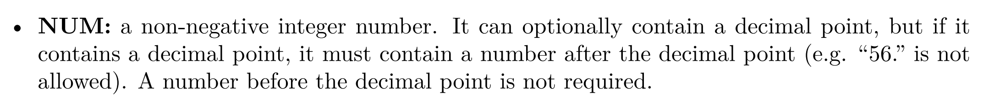 • NUM: a non-negative integer number. It can optionally contain a decimal point, but if it
contains a decimal point, it must contain a number after the decimal point (e.g. “56.” is not
allowed). A number before the decimal point is not required.